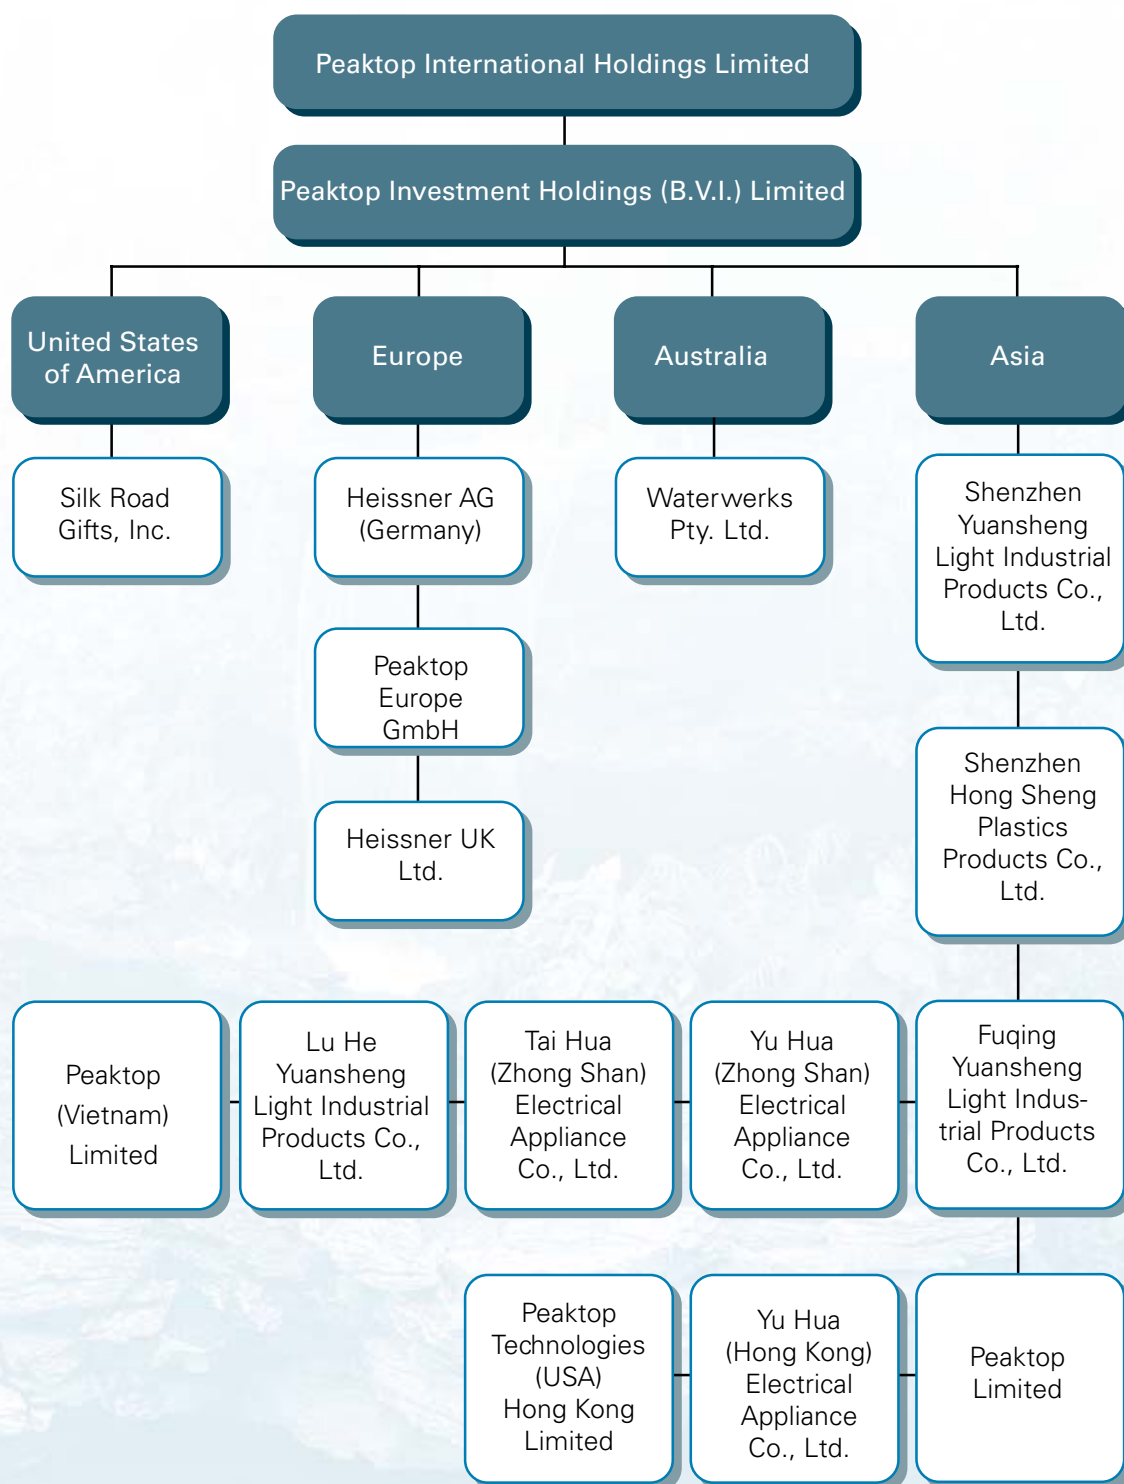 Peaktop International Holdings Limited
Peaktop Investment Holdings (B.V.I.) Limited
United States
of America
Europe
Australia
Asia
Silk Road
Gifts, Inc.
Heissner AG
(Germany)
Waterwerks
Pty. Ltd.
Shenzhen
Yuansheng
Light Industrial
Products Co.,
Ltd.
Peaktop
Europe
GmbH
Shenzhen
Hong Sheng
Plastics
Products Co.,
Ltd.
Heissner UK
Ltd.
Peaktop
(Vietnam)
Limited
Lu He
Yuansheng
Light Industrial
Products Co.,
Ltd.
Tai Hua
(Zhong Shan)
Electrical
Appliance
Co., Ltd.
Yu Hua
(Zhong Shan)
Electrical
Appliance
Co., Ltd.
Fuqing
Yuansheng
Light Indus-
trial Products
Co., Ltd.
Peaktop
Technologies
(USA)
Hong Kong
Limited
Yu Hua
(Hong Kong)
Electrical
Appliance
Co., Ltd.
Peaktop
Limited